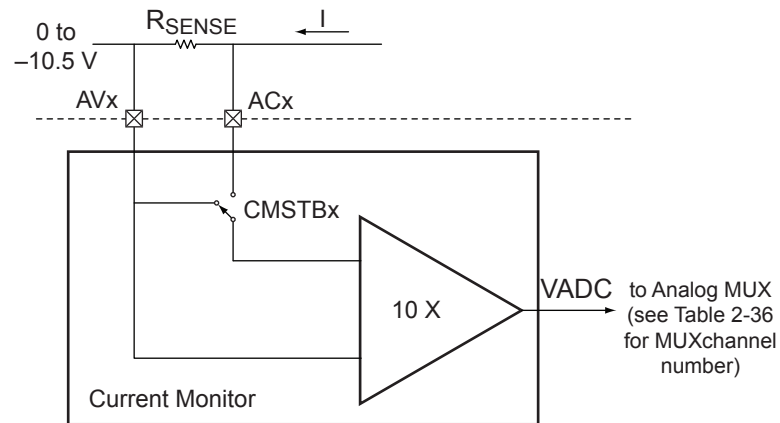 0 to
–10.5 V
RSENSE
I
AVx
ACx
CMSTBx
10 X
VADC
to Analog MUX
(see Table 2-36
for MUXchannel
number)
Current Monitor